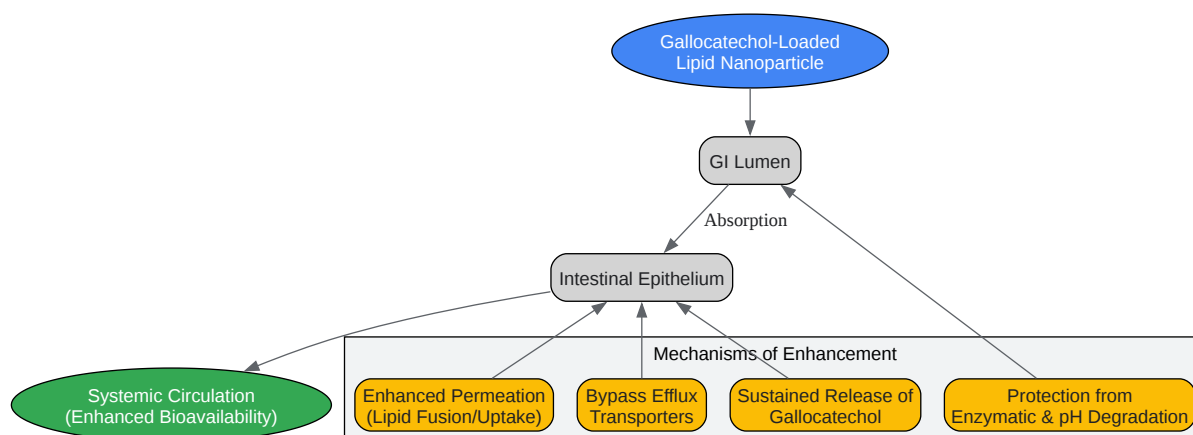 Gallocatechol-Loaded
Lipid Nanoparticle
GI Lumen
Absorption
Intestinal Epithelium
Mechanisms of Enhancement
Systemic Circulation
(Enhanced Bioavailability)
Enhanced Permeation
(Lipid Fusion/Uptake)
Bypass Efflux
Transporters
Sustained Release of
Gallocatechol
Protection from
Enzymatic & pH Degradation